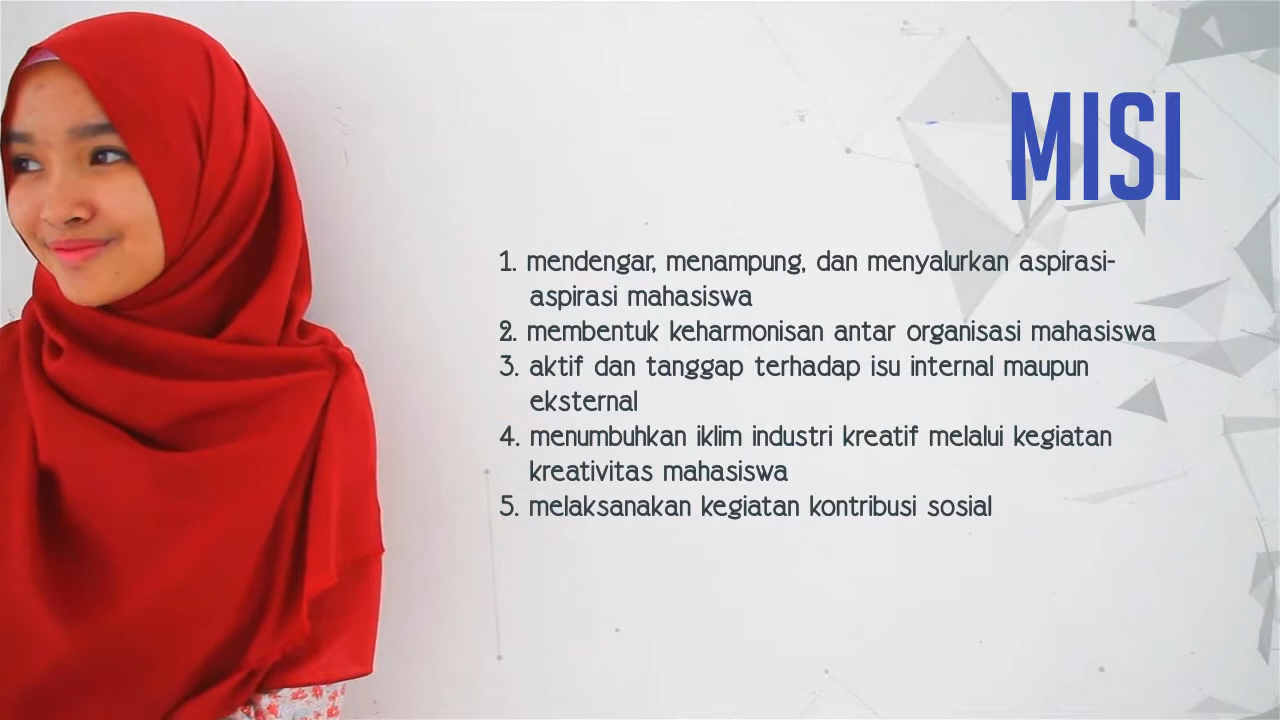 MISI
1. mendengar, menampung, dan menyalurkan aspirasi-
aspirasi mahasiswa
2. membentuk keharmonisan antar organisasi mahasiswa
3. aktif dan tanggap terhadap isu internal maupun
eksternal
4. menumbuhkan iklim industri kreatif melalui kegiatan
kreativitas mahasiswa
5. melaksanakan kegiatan kontribusi sosial